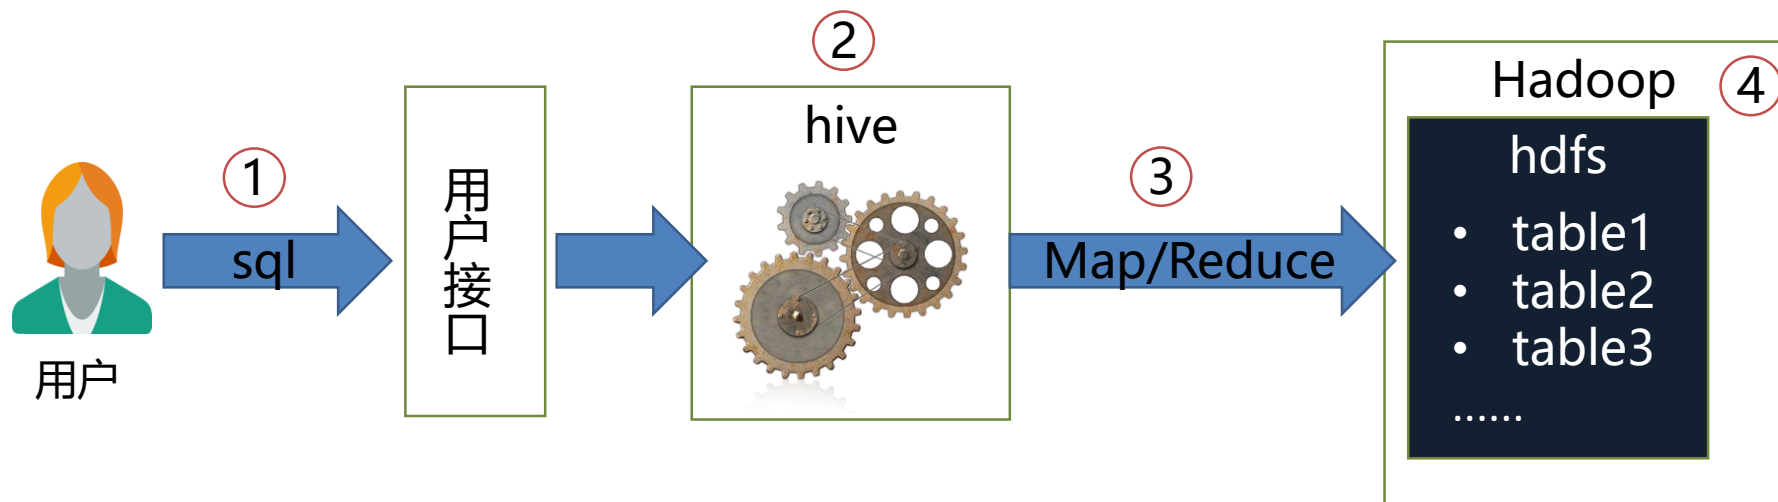 用户
①
sql
用户接口
②
hive
③
Map/Reduce
Hadoop
④
hdfs
• table1
• table2
• table3
......